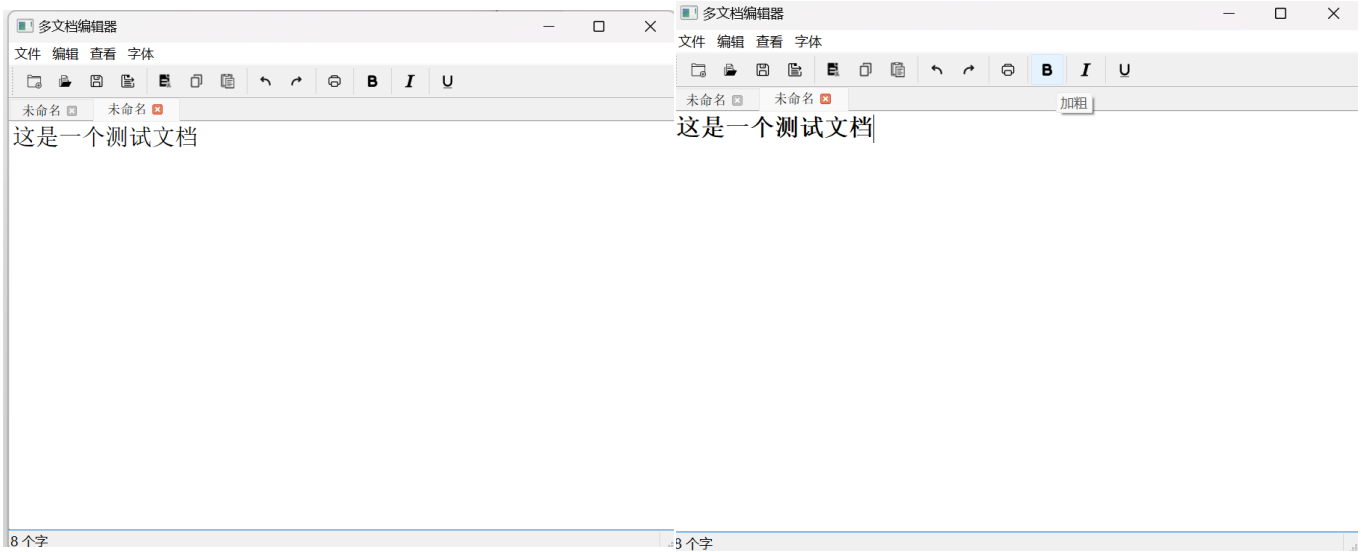 多文档编辑器
文件 编辑 查看 字体
B I U
未命名 未命名
这是一个测试文档
8 个字
多文档编辑器
文件 编辑 查看 字体
B I U
未命名 未命名
加粗
这是一个测试文档
8 个字